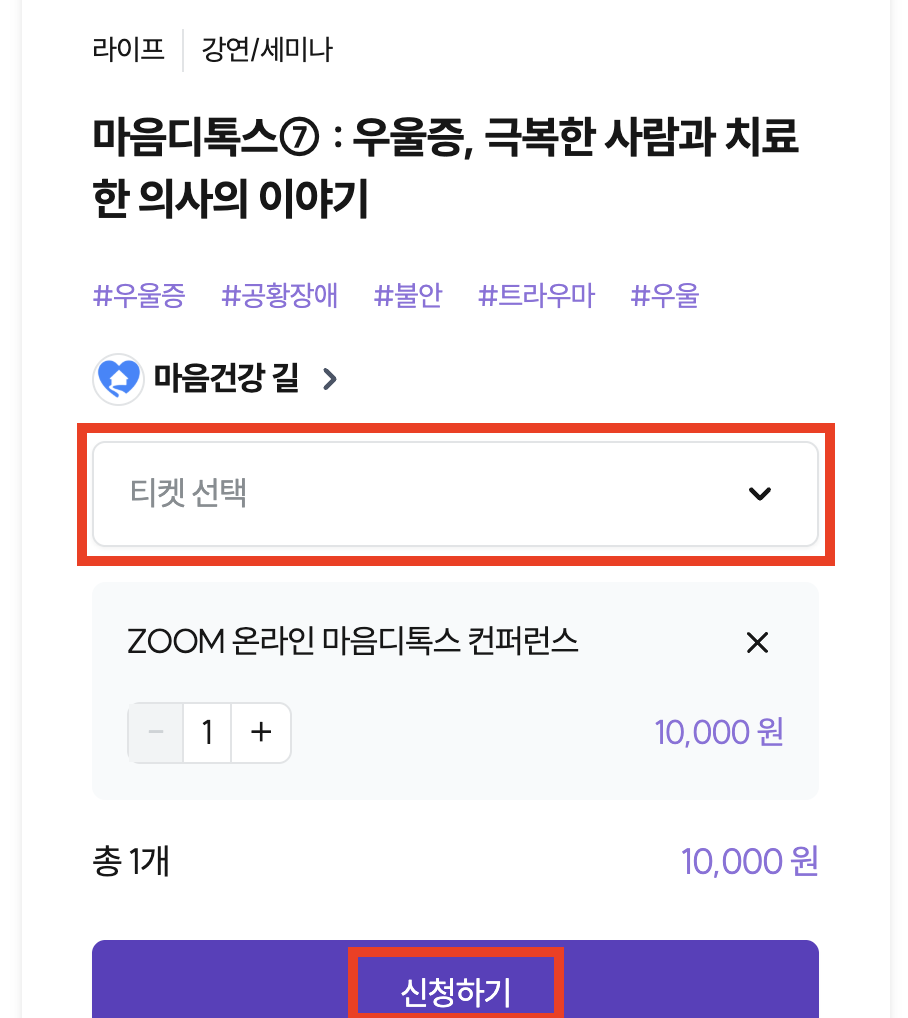 라이프 강연/세미나
마음디톡스⑦ : 우울증, 극복한 사람과 치료
한 의사의 이야기
#우울증 #공황장애 #불안 #트라우마 #우울
마음건강 길
티켓 선택
ZOOM 온라인 마음디톡스 컨퍼런스
1 10,000 원
총 1개 10,000 원
신청하기